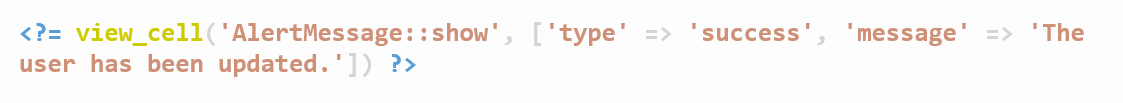 <?= view_cell('AlertMessage::show', ['type' => 'success', 'message' => 'The
user has been updated.']) ?>